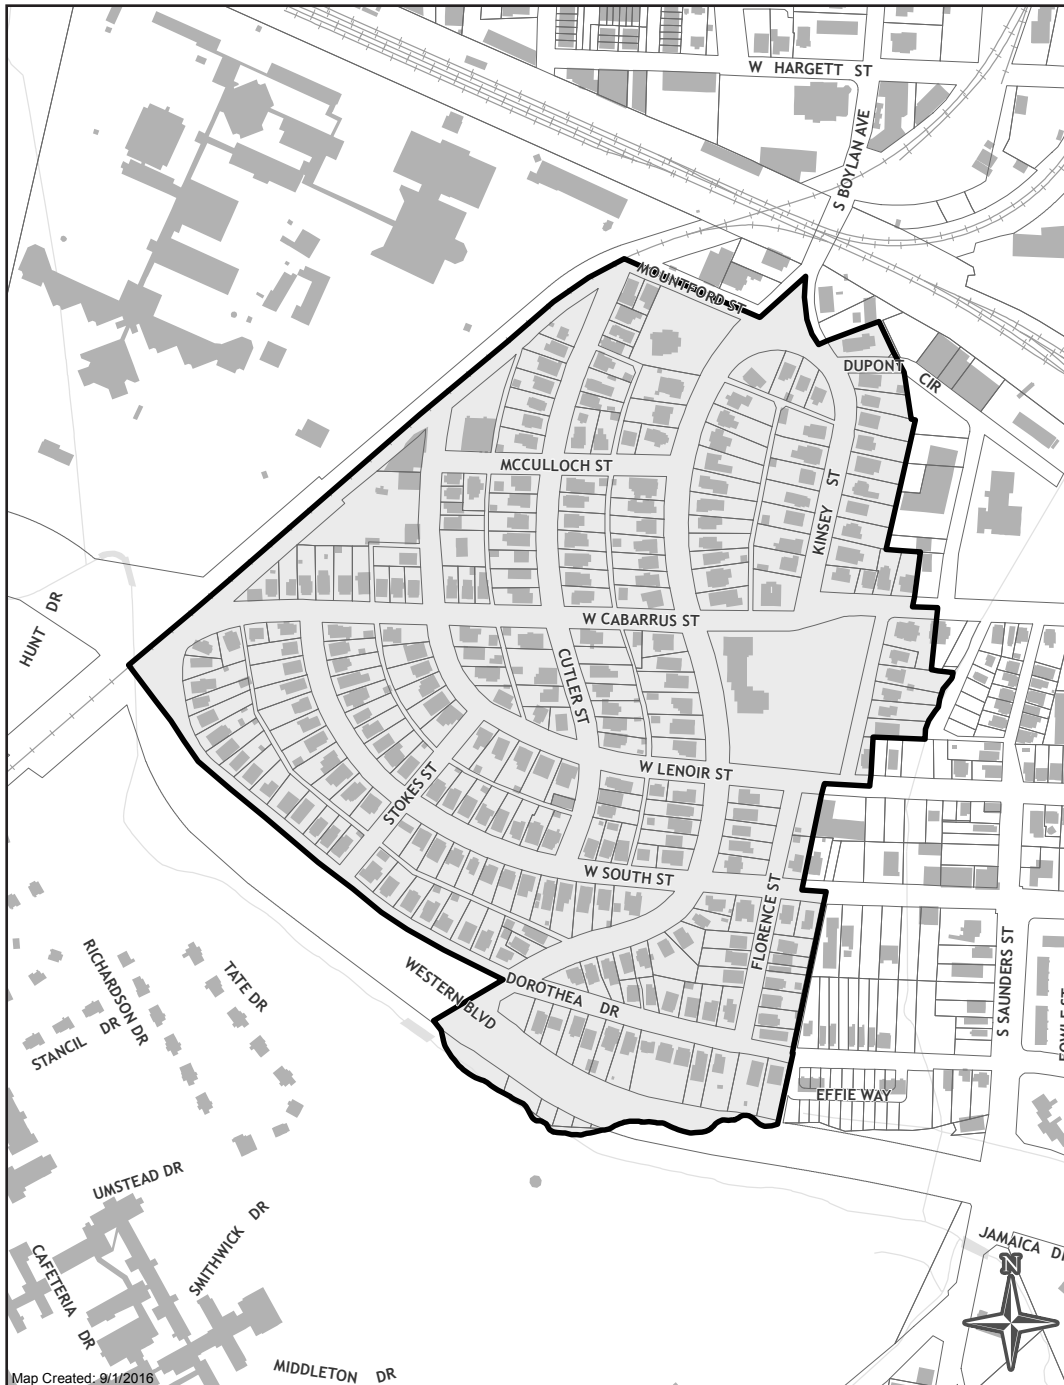 W HARGETT ST
S BOYLAN AVE
MOUNTFORD ST
DUPONT CIR
MCCULLOCH ST
KINSEY ST
HUNT DR
W CABARRUS ST
CUTLER ST
STOKES ST
W LENOIR ST
W SOUTH ST
FLORENCE ST
WESTERN BLVD
DOROTHEA DR
RICHARDSON DR
TATE DR
STANCIL DR
S SAUNDERS ST
EFFIE WAY
UMSTEAD DR
SMITHWICK DR
CAFETERIA DR
JAMAICA
N
MIDDLETON DR
Map Created: 9/1/2016